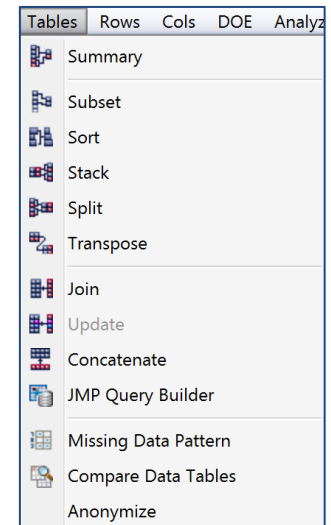 Tables Rows Cols DOE Analyz
Summary
Subset
Sort
Stack
Split
Transpose
Join
Update
Concatenate
JMP Query Builder
Missing Data Pattern
Compare Data Tables
Anonymize